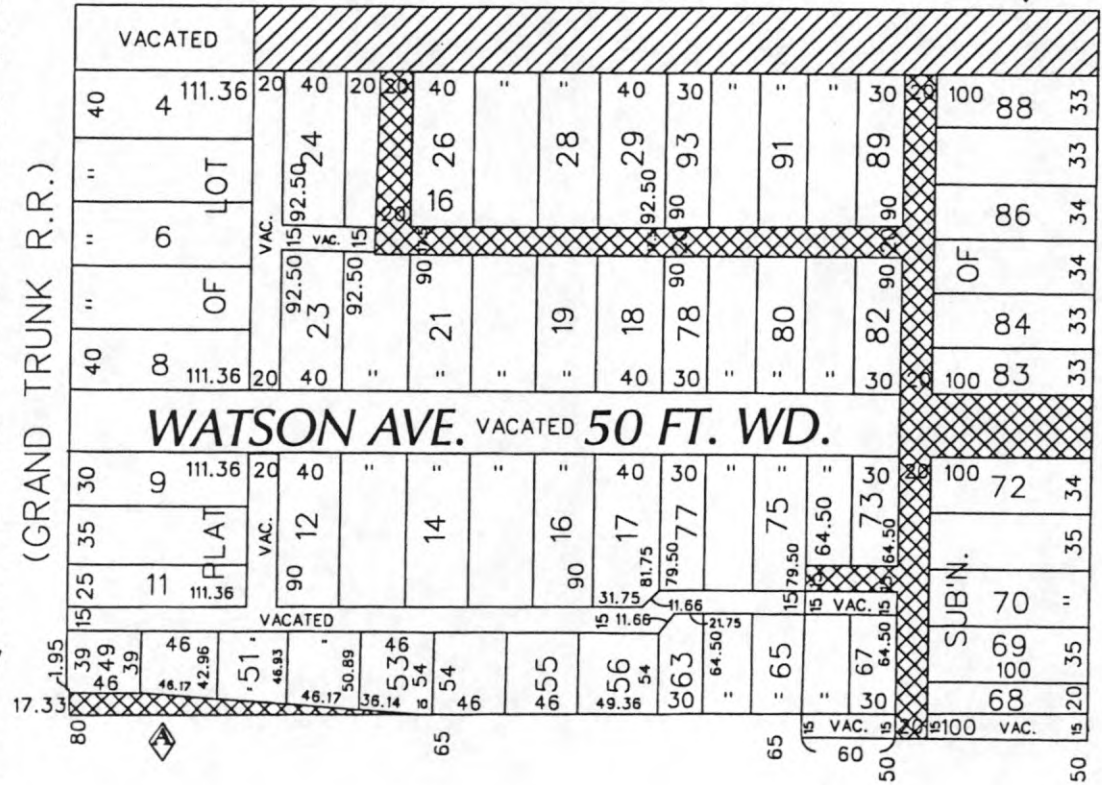 (GRAND TRUNK R.R.)
VACATED
40 4 111.36 20 40 20 20 40 " " 40 30 " " " 30 20 100 88 33
24 26 28 29 93 91 89
" LOT 92.50 16 92.50 90 90 33
VAC. 15 VAC. 15 20 20 20
" 6 86 34
92.50 92.50 90 90 90
" OF 23 21 19 18 78 80 82 OF 34
84 33
40 8 111.36 20 40 " " " " 40 30 " " " 30 100 83 33
WATSON AVE. VACATED 50 FT. WD.
30 9 111.36 20 40 " " " " 40 30 " " " 30 20 100 72 34
35 PLAT VAC. 12 14 16 17 77 75 64.50 73 64.50 35
90 90 81.75 79.50 79.50
25 11 111.36 31.75 11.66 15 15 VAC. 15 SUB'N. 70 "
15 VACATED 15 11.66 21.75
1.95 39 49 39 46 " 51 " 46 53 54 54 55 56 54 63 64.50 65 67 64.50 69 100 35
46 46.17 42.96 46.93 46.17 50.89 36.14 10 46 46 49.36 30 " " " 30 68 20
17.33
80 A 65 65 15 VAC. 15 20 15 100 VAC. 15
60 50 50